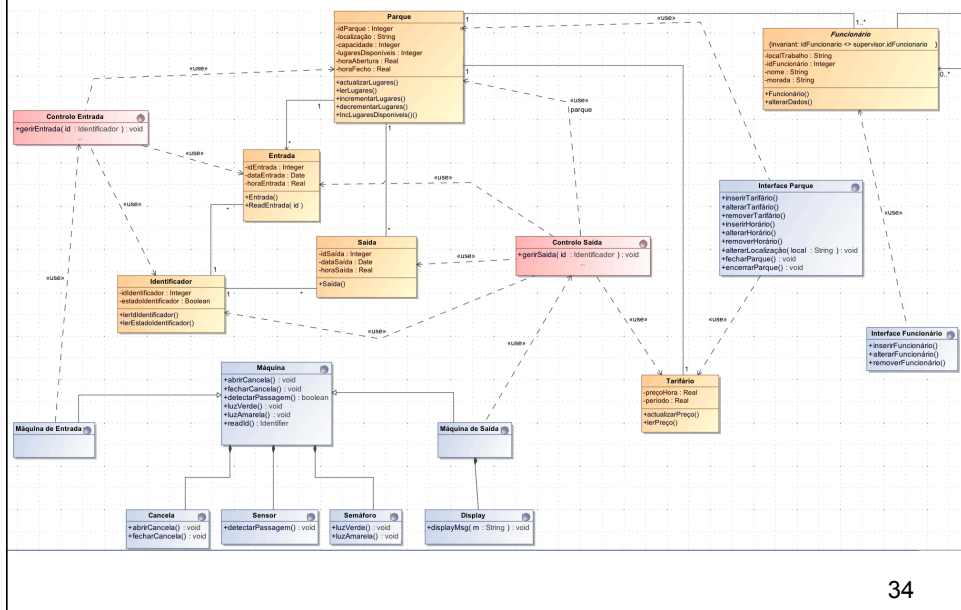 Parque
-idParque : Integer
-localização : String
-capacidade : Integer
-lugaresDisponíveis : Integer
-horaAbertura : Real
-horaFecho : Real
+actualizarLugares()
+lerLugares()
+incrementarLugares()
+decrementarLugares()
+IncLugaresDisponiveis()()
1
«use»
1..*
Funcionário
{invariant: idFuncionario <> supervisor.idFuncionario }
-localTrabalho : String
-idFuncionário : Integer
-nome : String
-morada : String
+Funcionário()
+alterarDados()
0..*
1
«use»
1
1
«use»
parque
Controlo Entrada
+gerirEntrada( id : Identificador ) : void
...
«use»
*
Entrada
-idEntrada : Integer
-dataEntrada : Date
-horaEntrada : Real
+Entrada()
+ReadEntrada( id )
«use»
Interface Parque
+inserirTarifário()
+alterarTarifário()
+removerTarifário()
+inserirHorário()
+alterarHorário()
+removerHorário()
+alterarLocalização( local : String ) : void
+fecharParque() : void
+encerrarParque() : void
«use»
«use»
*
*
Saída
-idSaída : Integer
-dataSaída : Date
-horaSaída : Real
+Saída()
Controlo Saída
+gerirSaida( id : Identificador ) : void
...
«use»
«use»
1
Identificador
-idIdentificador : Integer
-estadoIdentificador : Boolean
+lerIdIdentificador()
+lerEstadoIdentificador()
1
*
«use»
«use»
«use»
«use»
Interface Funcionário
+inserirFuncionário()
+alterarFuncionário()
+removerFuncionário()
Máquina
+abrirCancela() : void
+fecharCancela() : void
+detectarPassagem() : boolean
+luzVerde() : void
+luzAmarela() : void
+readId() : Identifier
1
Tarifário
-preçoHora : Real
-período : Real
+actualizarPreço()
+lerPreço()
Máquina de Entrada
Máquina de Saída
Cancela
+abrirCancela() : void
+fecharCancela() : void
Sensor
+detectarPassagem() : void
Semáforo
+luzVerde() : void
+luzAmarela() : void
Display
+displayMsg( m : String ) : void
34